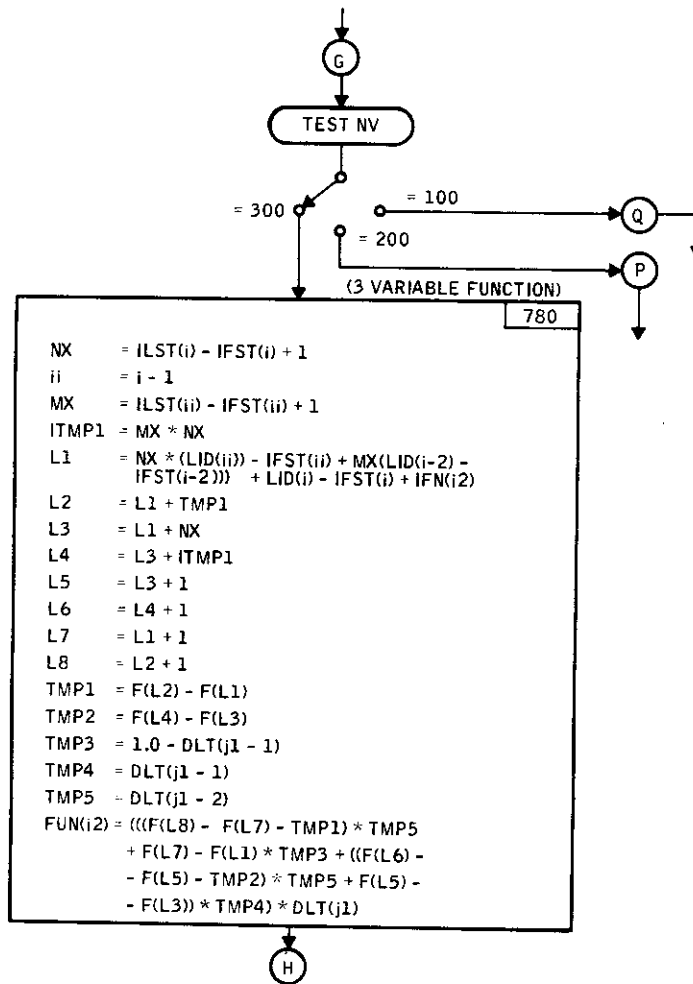 G
TEST NV
= 300
= 100
Q
= 200
P
(3 VARIABLE FUNCTION)
780
NX = ILST(i) - IFST(i) + 1
ii = i - 1
MX = ILST(ii) - IFST(ii) + 1
ITMP1 = MX * NX
L1 = NX * (LID(ii)) - IFST(ii) + MX(LID(i-2) -
IFST(i-2))) + LID(i) - IFST(i) + IFN(i2)
L2 = L1 + TMP1
L3 = L1 + NX
L4 = L3 + ITMP1
L5 = L3 + 1
L6 = L4 + 1
L7 = L1 + 1
L8 = L2 + 1
TMP1 = F(L2) - F(L1)
TMP2 = F(L4) - F(L3)
TMP3 = 1.0 - DLT(j1 - 1)
TMP4 = DLT(j1 - 1)
TMP5 = DLT(j1 - 2)
FUN(i2) = (((F(L8) - F(L7) - TMP1) * TMP5
+ F(L7) - F(L1) * TMP3 + ((F(L6) -
- F(L5) - TMP2) * TMP5 + F(L5) -
- F(L3)) * TMP4) * DLT(j1)
H